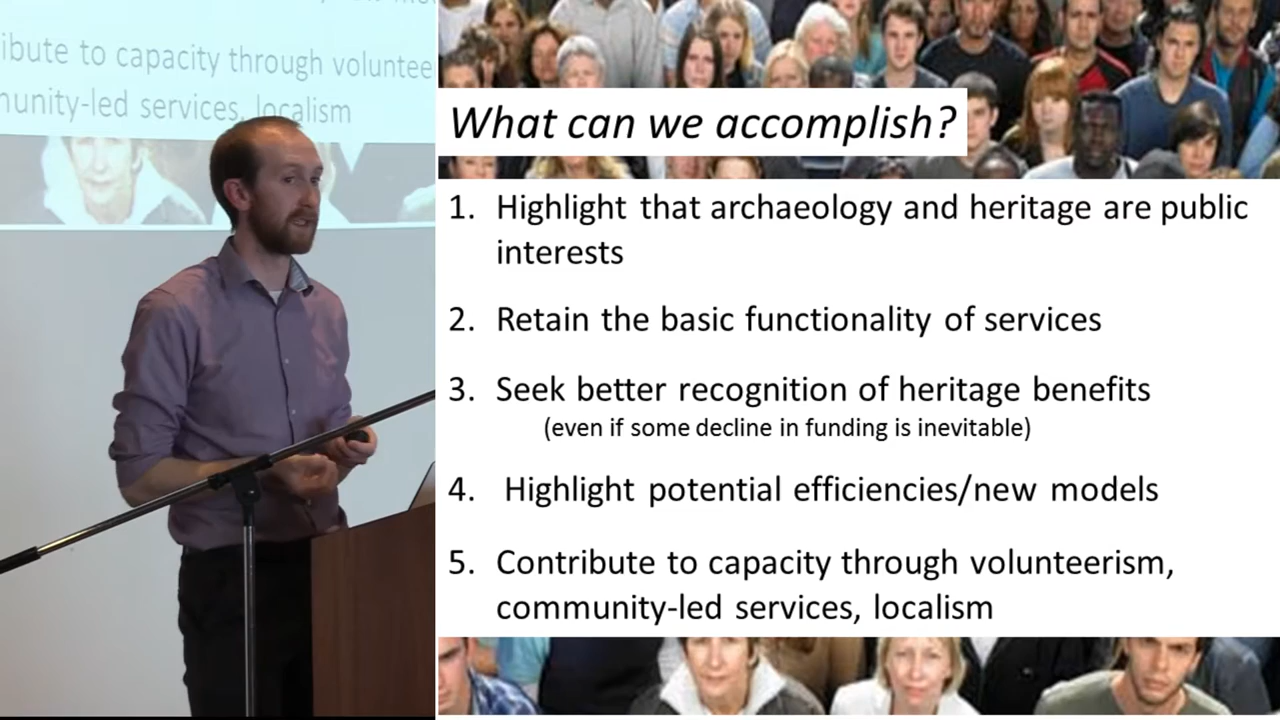 ibute to capacity through voluntee
nunity-led services, localism
What can we accomplish?
1. Highlight that archaeology and heritage are public
interests
2. Retain the basic functionality of services
3. Seek better recognition of heritage benefits
(even if some decline in funding is inevitable)
4. Highlight potential efficiencies/new models
5. Contribute to capacity through volunteerism,
community-led services, localism